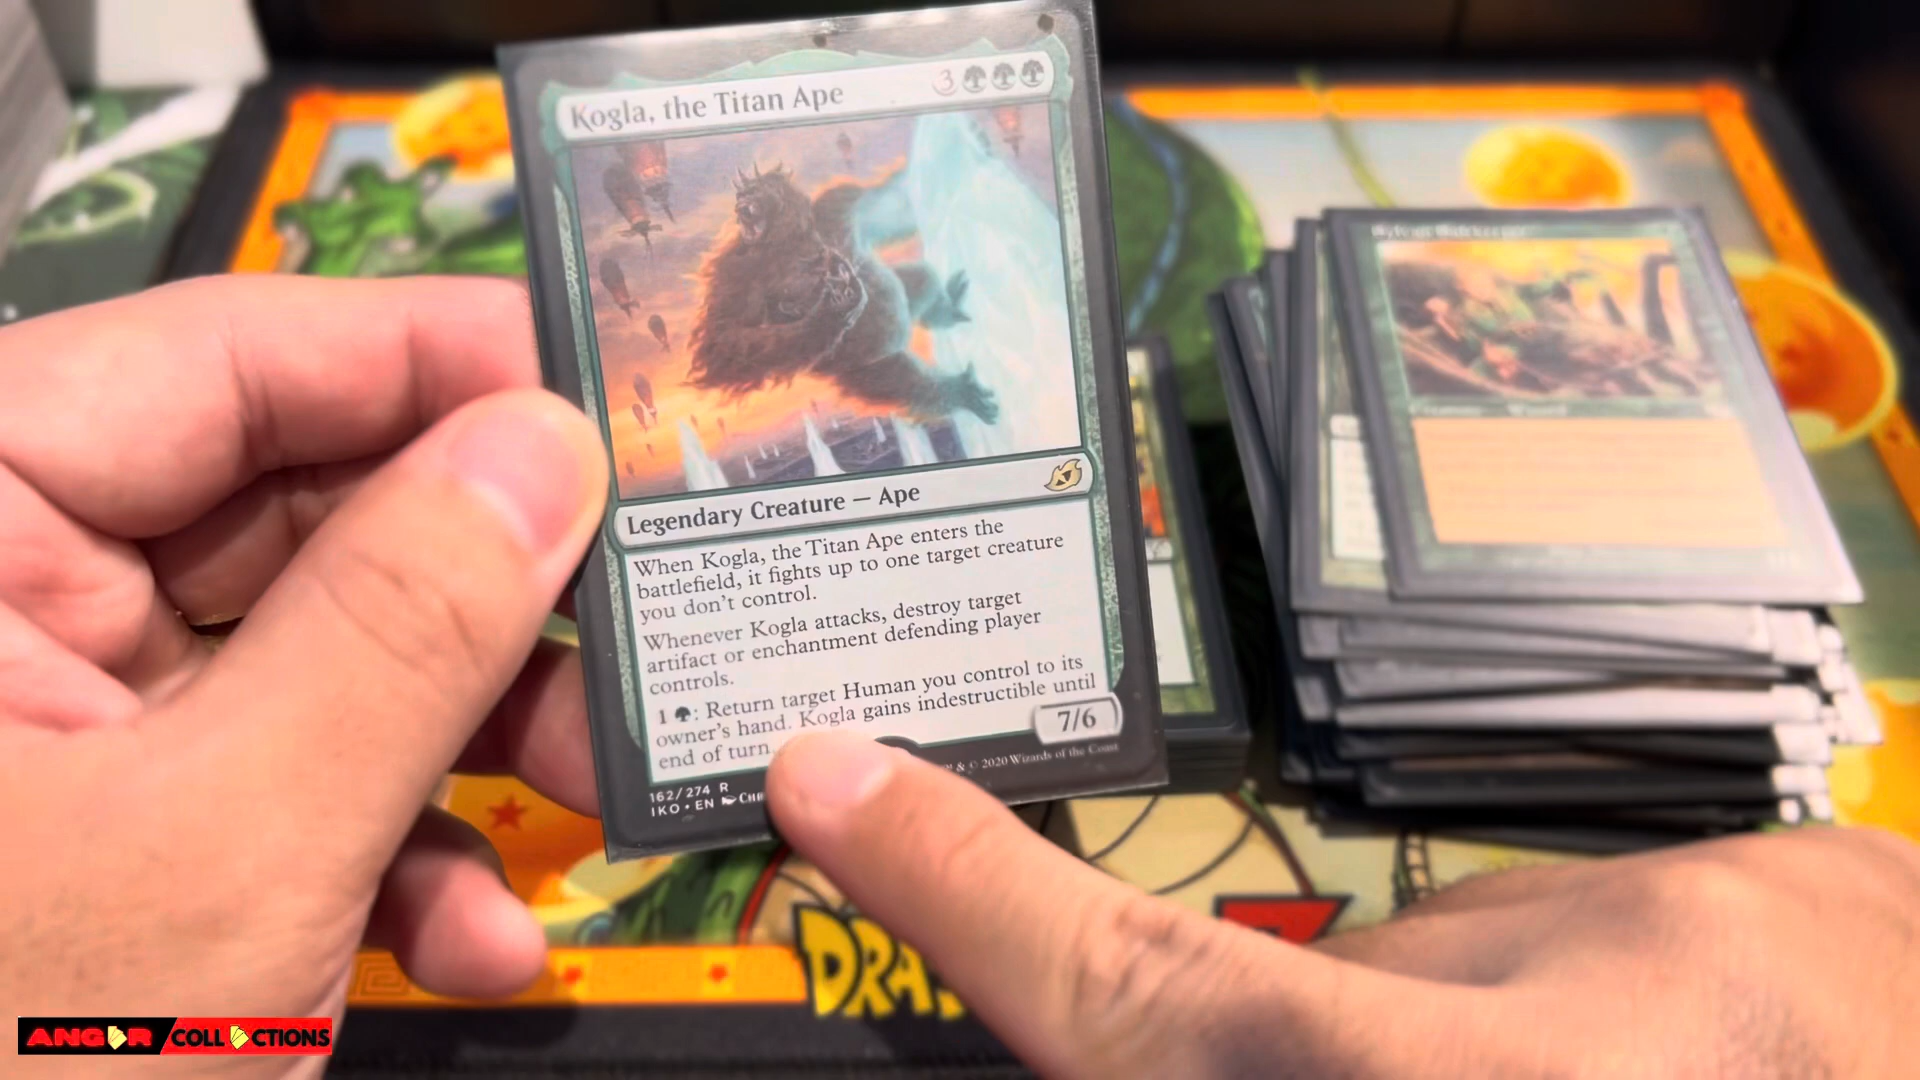 Kogla, the Titan Ape
3
Legendary Creature — Ape
When Kogla, the Titan Ape enters the
battlefield, it fights up to one target creature
you don't control.
Whenever Kogla attacks, destroy target
artifact or enchantment defending player
controls.
1 : Return target Human you control to its
owner's hand. Kogla gains indestructible until
end of turn.
7/6
162/274 R
& © 2020 Wizards of the Coast
IKO • EN
DRA
Z
ANGOR COLLECTIONS